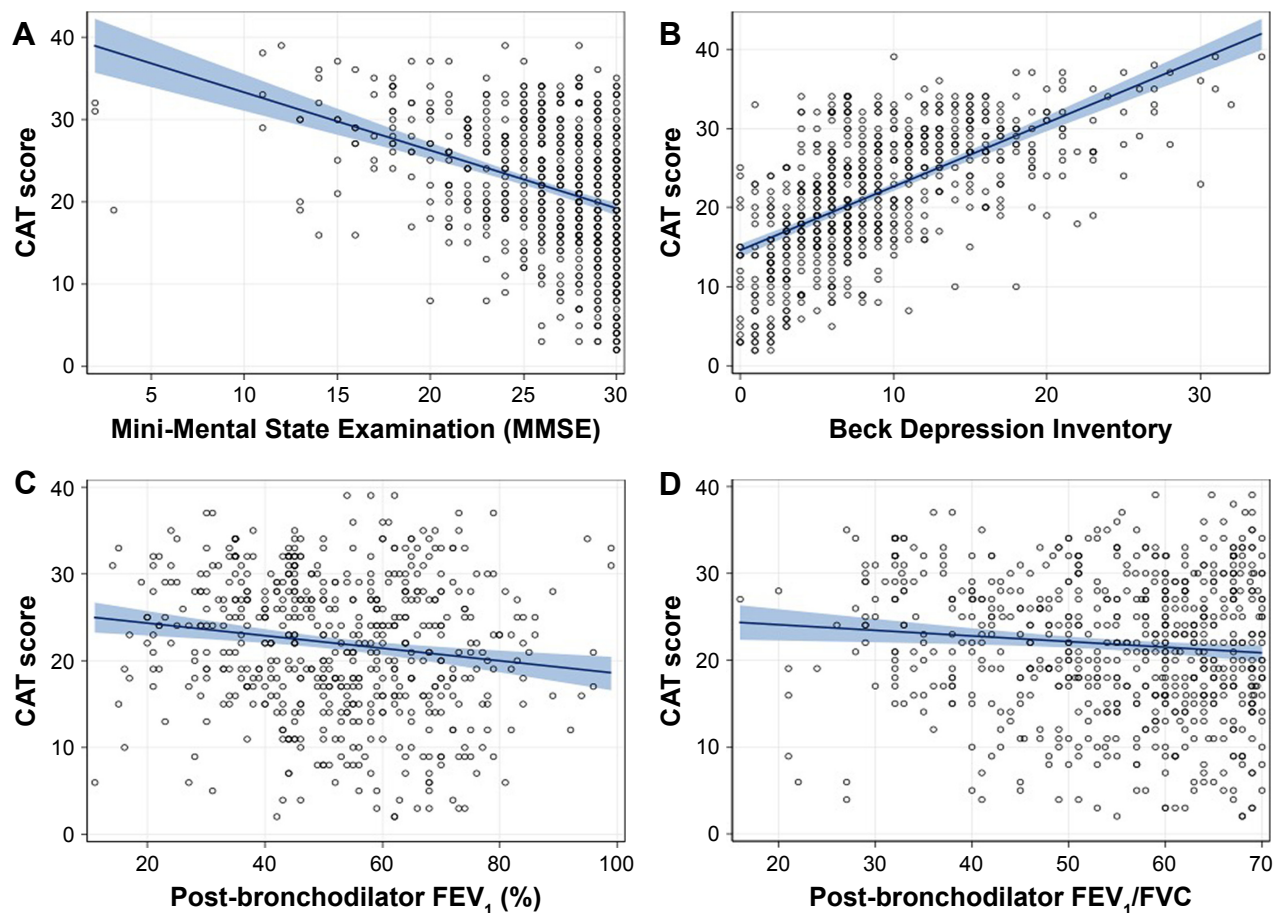 A
CAT score
40
30
20
10
0
5 10 15 20 25 30
Mini-Mental State Examination (MMSE)
B
CAT score
40
30
20
10
0
0 10 20 30
Beck Depression Inventory
C
CAT score
40
30
20
10
0
20 40 60 80 100
Post-bronchodilator FEV₁ (%)
D
CAT score
40
30
20
10
0
20 30 40 50 60 70
Post-bronchodilator FEV₁/FVC